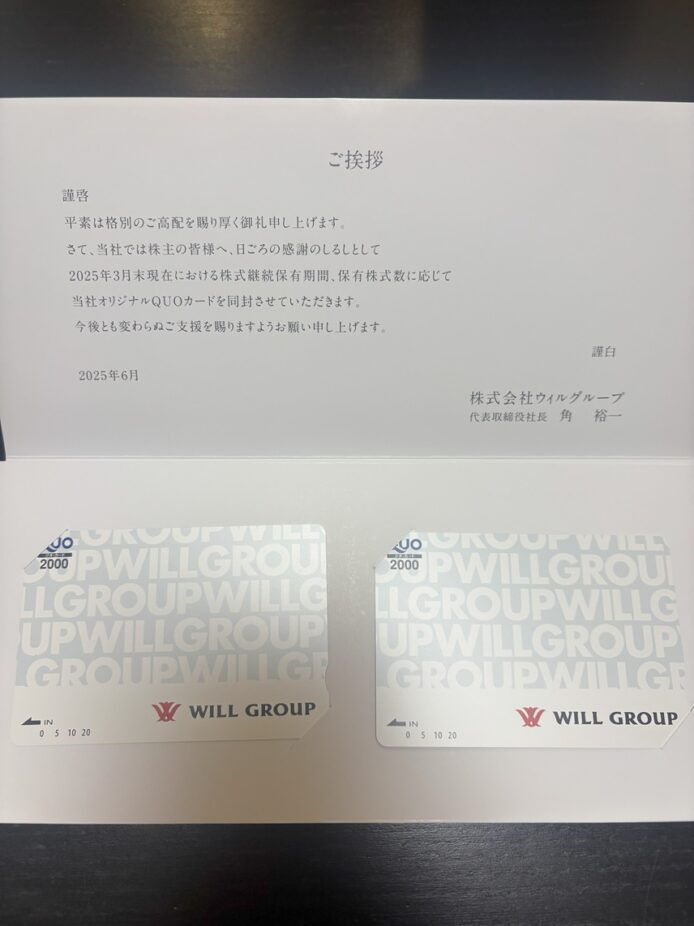 ご挨拶
謹啓
平素は格別のご高配を賜り厚く御礼申し上げます。
さて、当社では株主の皆様へ、日ごろの感謝のしるしとして
2025年3月末現在における株式継続保有期間、保有株式数に応じて
当社オリジナルQUOカードを同封させていただきます。
今後とも変わらぬご支援を賜りますようお願い申し上げます。
謹白
2025年6月
株式会社ウィルグループ
代表取締役社長 角 裕一
QUO
2000
GROUPWILL
OUPWILLGROU
LLGROUPWILLG
UPWILLGROUP
GROUPWILLGR
WILL GROUP
IN
0 5 10 20
QUO
2000
GROUPWILL
OUPWILLGROU
LLGROUPWILLG
UPWILLGROUP
GROUPWILLGR
WILL GROUP
IN
0 5 10 20